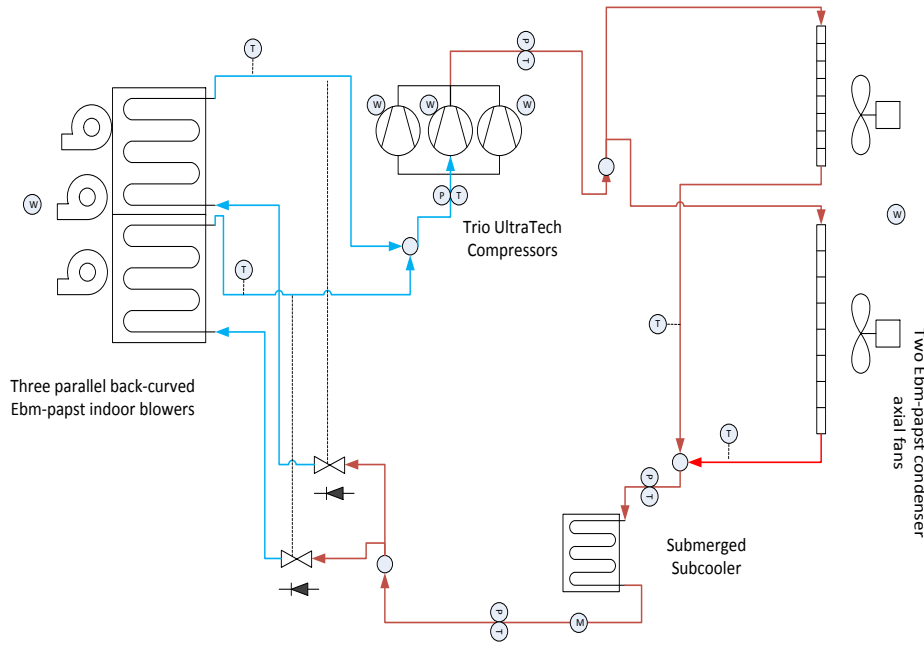 T
P
T
W
W
W
P
T
W
Trio UltraTech
Compressors
W
T
T
Three parallel back-curved
Ebm-papst indoor blowers
Two Ebm-papst condenser
axial fans
T
P
T
Submerged
Subcooler
P
T
M